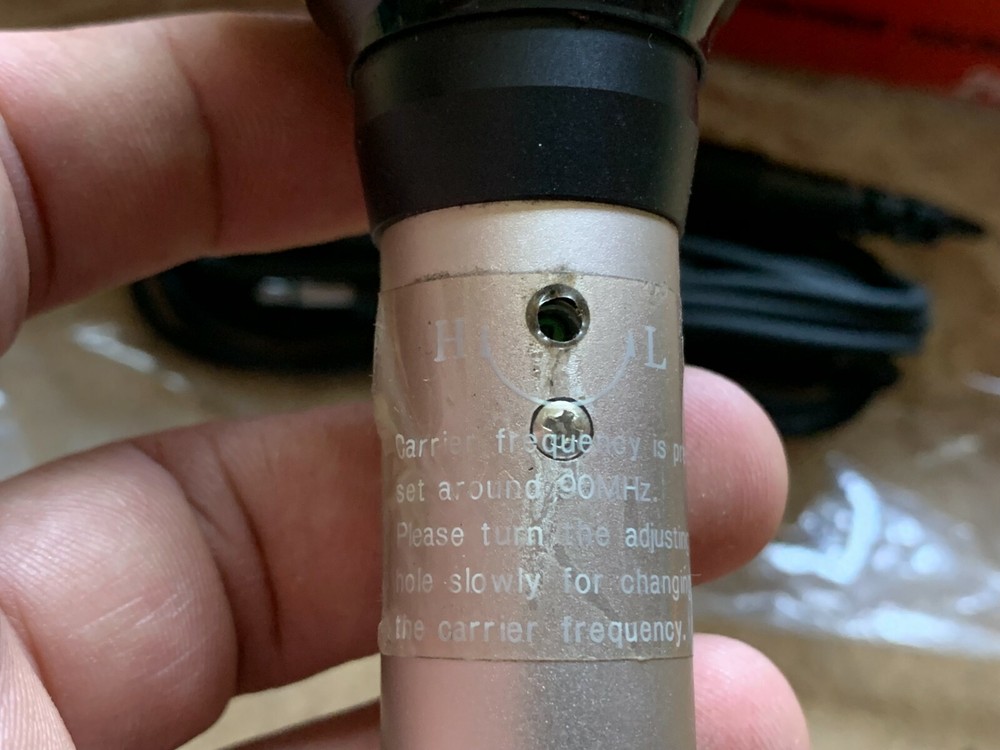 H L
Carrier frequency is pr
set around 90MHz.
Please turn the adjustin
hole slowly for changin
the carrier frequency.